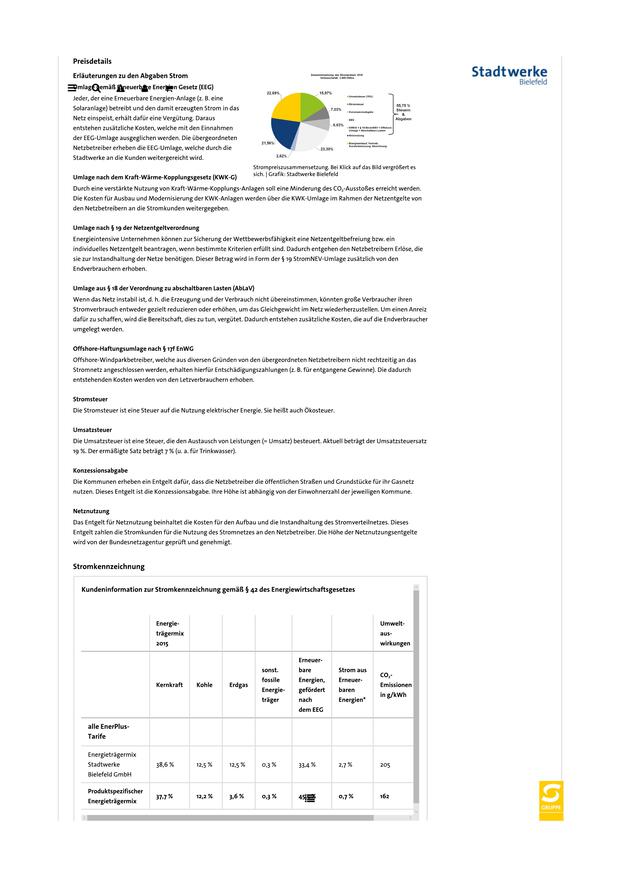 Preisdetails
Erläuterungen zu den Abgaben Strom
Umlage gemäß Erneuerbare Energien Gesetz (EEG)
Jeder, der eine Erneuerbare Energien-Anlage (z. B. eine
Solaranlage) betreibt und den damit erzeugten Strom in das
Netz einspeist, erhält dafür eine Vergütung. Daraus
entstehen zusätzliche Kosten, welche mit den Einnahmen
der EEG-Umlage ausgeglichen werden. Die übergeordneten
Netzbetreiber erheben die EEG-Umlage, welche durch die
Stadtwerke an die Kunden weitergereicht wird.
22,69%
15,97%
7,03%
6,63%
23,30%
2,62%
21,56%
55,75 %
Steuern
&
Abgaben
Strompreiszusammensetzung. Bei Klick auf das Bild vergrößert es
sich. | Grafik: Stadtwerke Bielefeld
Stadtwerke
Bielefeld
Umlage nach dem Kraft-Wärme-Kopplungsgesetz (KWK-G)
Durch eine verstärkte Nutzung von Kraft-Wärme-Kopplungs-Anlagen soll eine Minderung des CO₂-Ausstoßes erreicht werden.
Die Kosten für Ausbau und Modernisierung der KWK-Anlagen werden über die KWK-Umlage im Rahmen der Netzentgelte von
den Netzbetreibern an die Stromkunden weitergegeben.
Umlage nach § 19 der Netzentgeltverordnung
Energieintensive Unternehmen können zur Sicherung der Wettbewerbsfähigkeit eine Netzentgeltbefreiung bzw. ein
individuelles Netzentgelt beantragen, wenn bestimmte Kriterien erfüllt sind. Dadurch entgehen den Netzbetreibern Erlöse, die
sie zur Instandhaltung der Netze benötigen. Dieser Betrag wird in Form der § 19 StromNEV-Umlage zusätzlich von den
Endverbrauchern erhoben.
Umlage aus § 18 der Verordnung zu abschaltbaren Lasten (AbLaV)
Wenn das Netz instabil ist, d. h. die Erzeugung und der Verbrauch nicht übereinstimmen, könnten große Verbraucher ihren
Stromverbrauch entweder gezielt reduzieren oder erhöhen, um das Gleichgewicht im Netz wiederherzustellen. Um einen Anreiz
dafür zu schaffen, wird die Bereitschaft, dies zu tun, vergütet. Dadurch entstehen zusätzliche Kosten, die auf die Endverbraucher
umgelegt werden.
Offshore-Haftungsumlage nach § 17f EnWG
Offshore-Windparkbetreiber, welche aus diversen Gründen von den übergeordneten Netzbetreibern nicht rechtzeitig an das
Stromnetz angeschlossen werden, erhalten hierfür Entschädigungszahlungen (z. B. für entgangene Gewinne). Die dadurch
entstehenden Kosten werden von den Letzverbrauchern erhoben.
Stromsteuer
Die Stromsteuer ist eine Steuer auf die Nutzung elektrischer Energie. Sie heißt auch Ökosteuer.
Umsatzsteuer
Die Umsatzsteuer ist eine Steuer, die den Austausch von Leistungen (= Umsatz) besteuert. Aktuell beträgt der Umsatzsteuersatz
19 %. Der ermäßigte Satz beträgt 7 % (u. a. für Trinkwasser).
Konzessionsabgabe
Die Kommunen erheben ein Entgelt dafür, dass die Netzbetreiber die öffentlichen Straßen und Grundstücke für ihr Gasnetz
nutzen. Dieses Entgelt ist die Konzessionsabgabe. Ihre Höhe ist abhängig von der Einwohnerzahl der jeweiligen Kommune.
Netznutzung
Das Entgelt für Netznutzung beinhaltet die Kosten für den Aufbau und die Instandhaltung des Stromverteilnetzes. Dieses
Entgelt zahlen die Stromkunden für die Nutzung des Stromnetzes an den Netzbetreiber. Die Höhe der Netznutzungsentgelte
wird von der Bundesnetzagentur geprüft und genehmigt.
Stromkennzeichnung
Kundeninformation zur Stromkennzeichnung gemäß § 42 des Energiewirtschaftsgesetzes
Energie-
trägermix
2015
Umwelt-
aus-
wirkungen
Kernkraft
Kohle
Erdgas
sonst.
fossile
Energie-
träger
Erneuer-
bare
Energien,
gefördert
nach
dem EEG
Strom aus
Erneuer-
baren
Energien*
CO₂-
Emissionen
in g/kWh
alle EnerPlus-
Tarife
Energieträgermix
Stadtwerke
Bielefeld GmbH
38,6 % 12,5 % 12,5 % 0,3 % 33,4 % 2,7 % 205
Produktspezifischer
Energieträgermix
37,7 % 12,2 % 3,6 % 0,3 % 0,7 % 162
GRUPPE